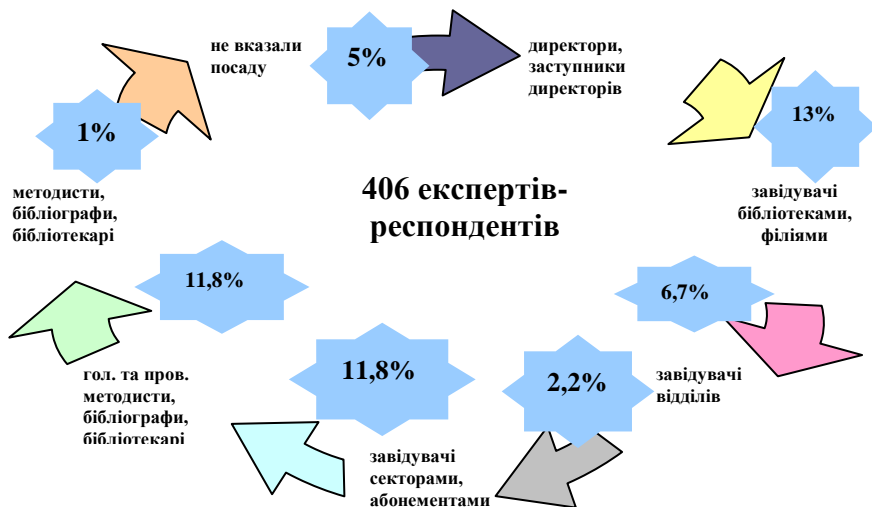 не вказали
посаду
5%
директори,
заступники
директорів
1%
13%
методисти,
бібліографи,
бібліотекарі
406 експертів-
респондентів
завідувачі
бібліотеками,
філіями
11,8%
6,7%
гол. та пров.
методисти,
бібліографи,
бібліотекарі
11,8%
2,2%
завідувачі
відділів
завідувачі
секторами,
абонементами